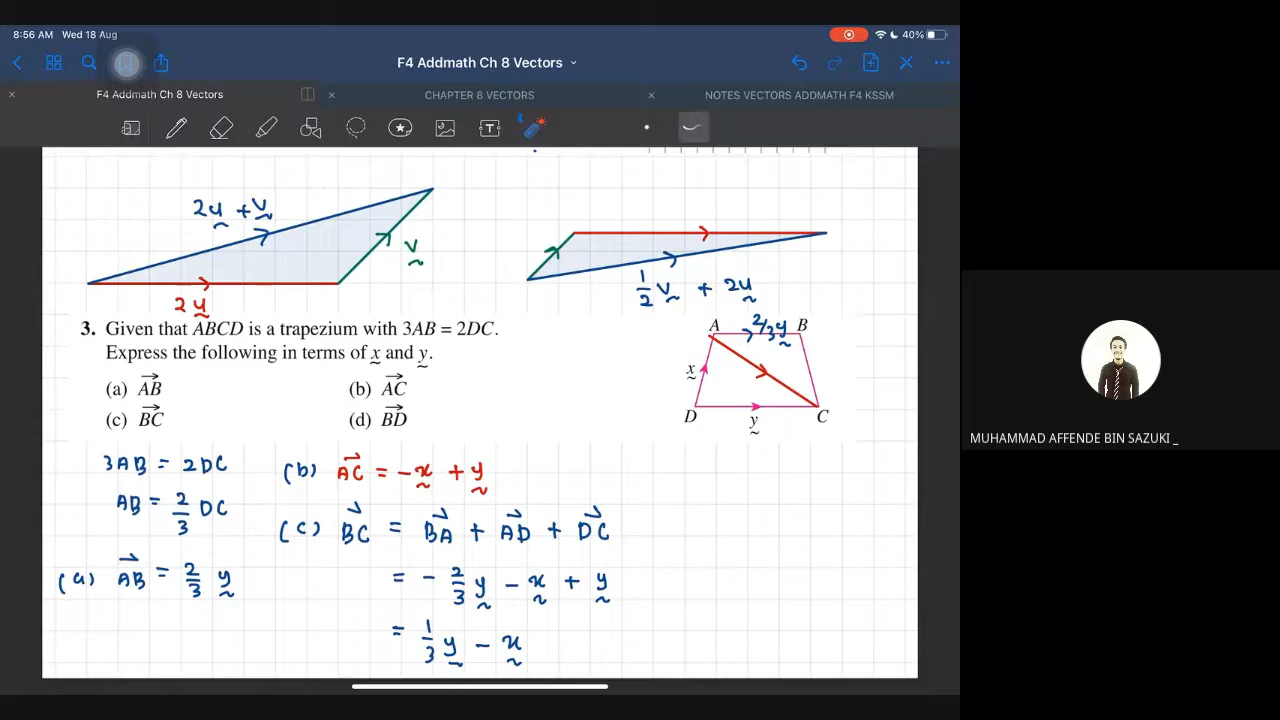 8:56 AM Wed 18 Aug
40%
F4 Addmath Ch 8 Vectors
F4 Addmath Ch 8 Vectors
CHAPTER 8 VECTORS
NOTES VECTORS ADDMATH F4 KSSM
2u + v
v
2u
1/2 v + 2u
3. Given that ABCD is a trapezium with 3AB = 2DC.
Express the following in terms of x and y.
(a) AB
(b) AC
(c) BC
(d) BD
A 2/3 y B
x
D y C
3AB = 2DC
AB = 2/3 DC
(a) AB = 2/3 y
(b) AC = -x + y
(c) BC = BA + AD + DC
= - 2/3 y - x + y
= 1/3 y - x
MUHAMMAD AFFENDE BIN SAZUKI _